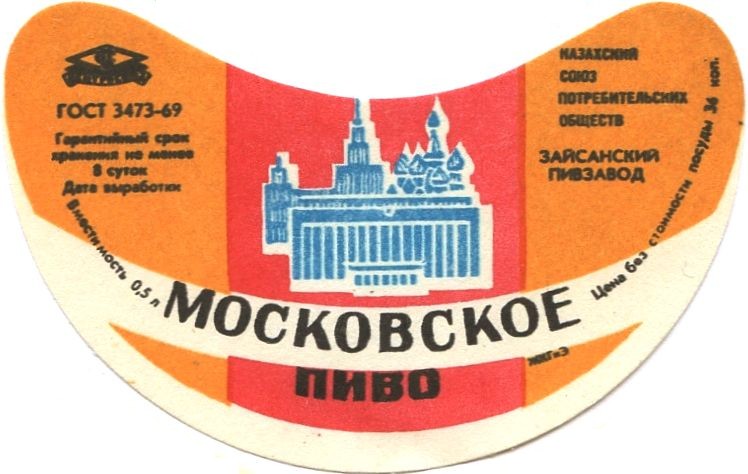 ГОСТ 3473-69
Гарантийный срок
хранения не менее
8 суток
Дата выработки
Вместимость 0,5 л
КАЗАХСКИЙ
СОЮЗ
ПОТРЕБИТЕЛЬСКИХ
ОБЩЕСТВ
ЗАЙСАНСКИЙ
ПИВЗАВОД
Цена без стоимости посуды 36 коп.
МОСКОВСКОЕ
ПИВО